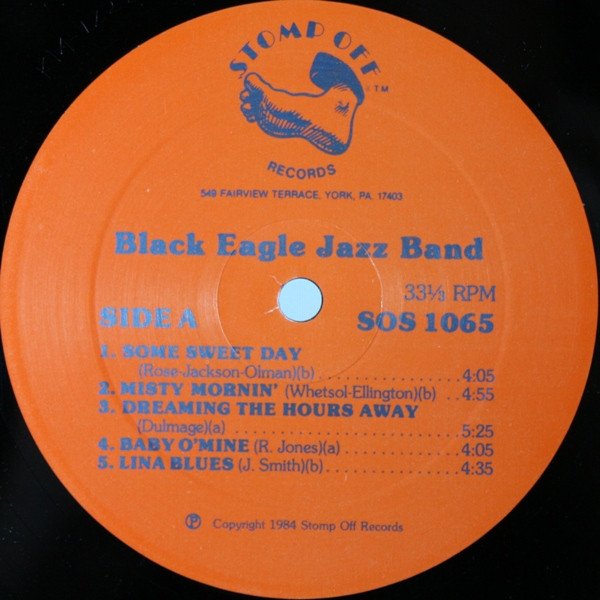 STOMP OFF
TM
RECORDS
549 FAIRVIEW TERRACE, YORK, PA. 17403
Black Eagle Jazz Band
33⅓ RPM
SIDE A SOS 1065
1. SOME SWEET DAY
(Rose-Jackson-Olman)(b) . . . . . . . . . . . . . . . . . . . . 4:05
2. MISTY MORNIN' (Whetsol-Ellington)(b) . . 4:55
3. DREAMING THE HOURS AWAY
(Dulmage)(a) . . . . . . . . . . . . . . . . . . . . . . . . . . . . . . . . 5:25
4. BABY O'MINE (R. Jones)(a) . . . . . . . . . . . . . . . . 4:05
5. LINA BLUES (J. Smith)(b) . . . . . . . . . . . . . . . . . . 4:35
℗ Copyright 1984 Stomp Off Records